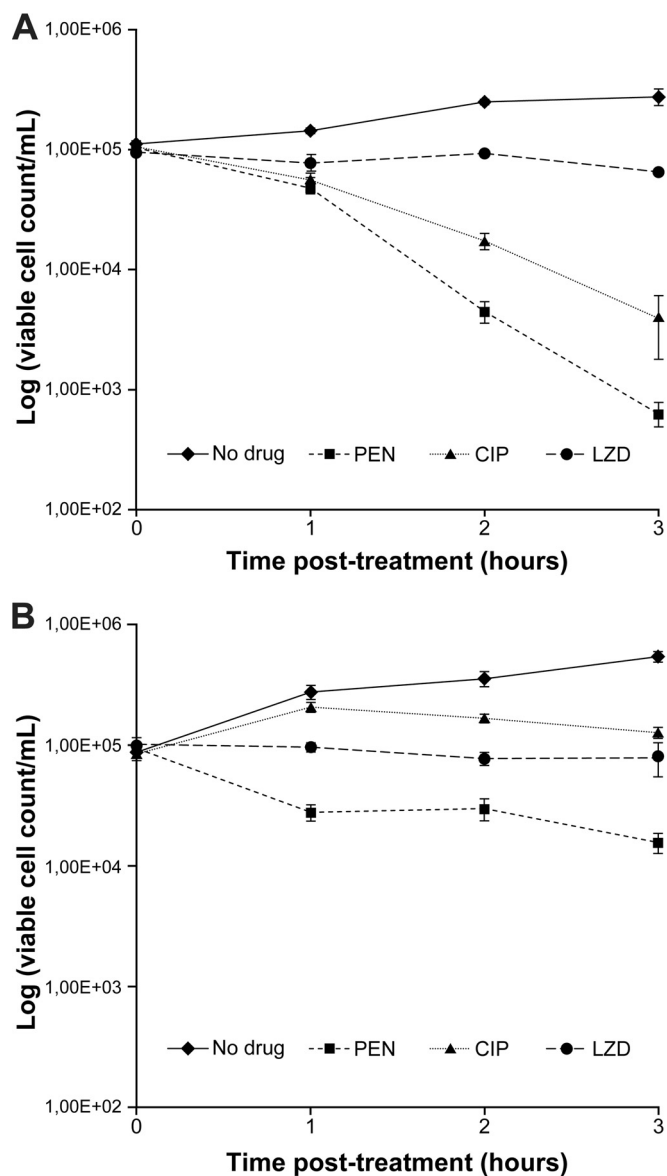 A
1,00E+06
1,00E+05
1,00E+04
1,00E+03
1,00E+02
Log (viable cell count/mL)
No drug PEN CIP LZD
0 1 2 3
Time post-treatment (hours)
B
1,00E+06
1,00E+05
1,00E+04
1,00E+03
1,00E+02
Log (viable cell count/mL)
No drug PEN CIP LZD
0 1 2 3
Time post-treatment (hours)